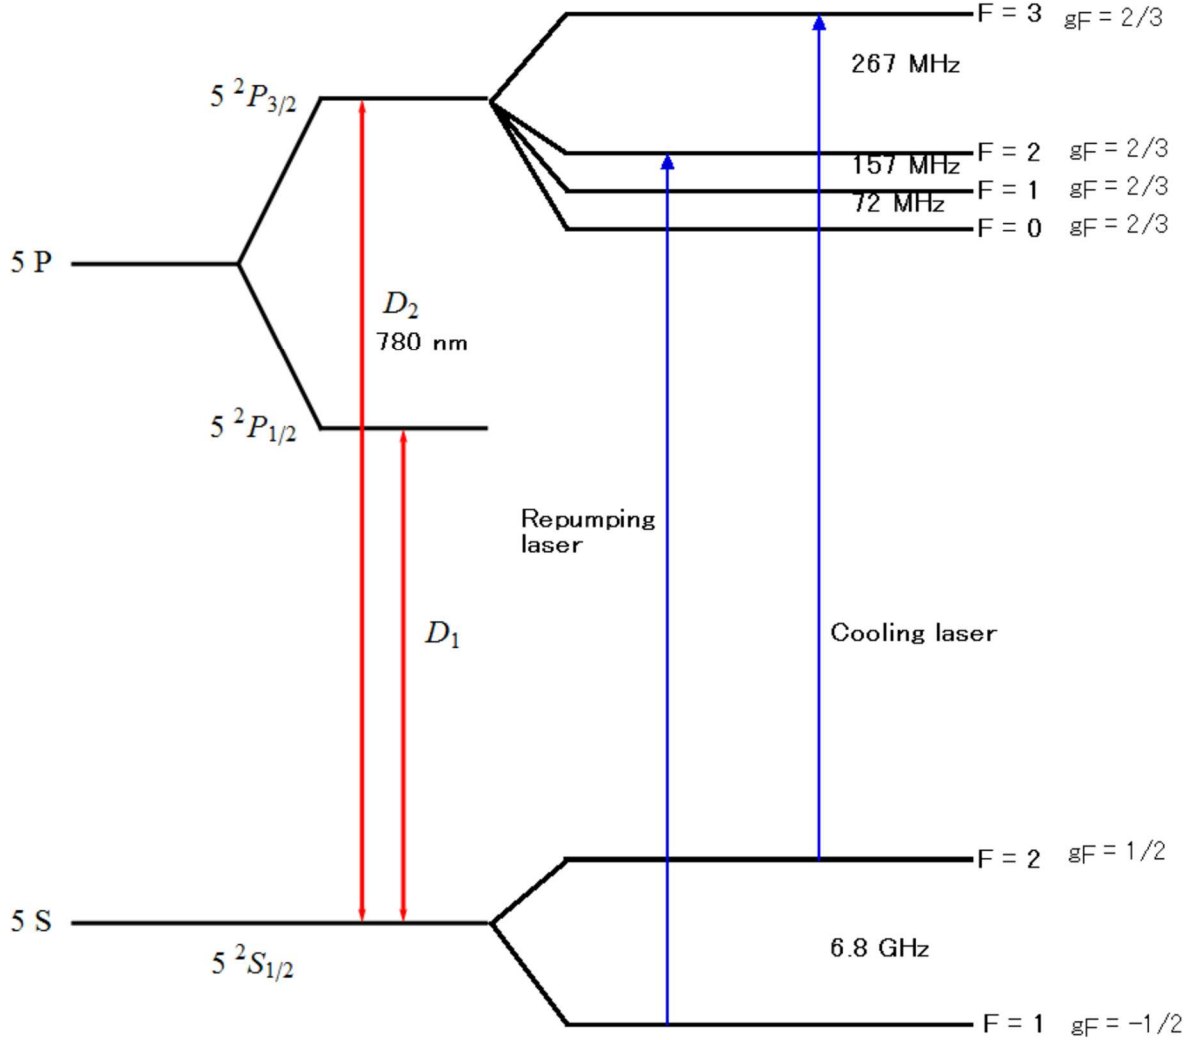 F = 3 gF = 2/3
267 MHz
5 ²P₃/₂
F = 2 gF = 2/3
157 MHz
F = 1 gF = 2/3
72 MHz
F = 0 gF = 2/3
5 P
D₂
780 nm
5 ²P₁/₂
Repumping
laser
D₁
Cooling laser
F = 2 gF = 1/2
5 S
6.8 GHz
5 ²S₁/₂
F = 1 gF = -1/2